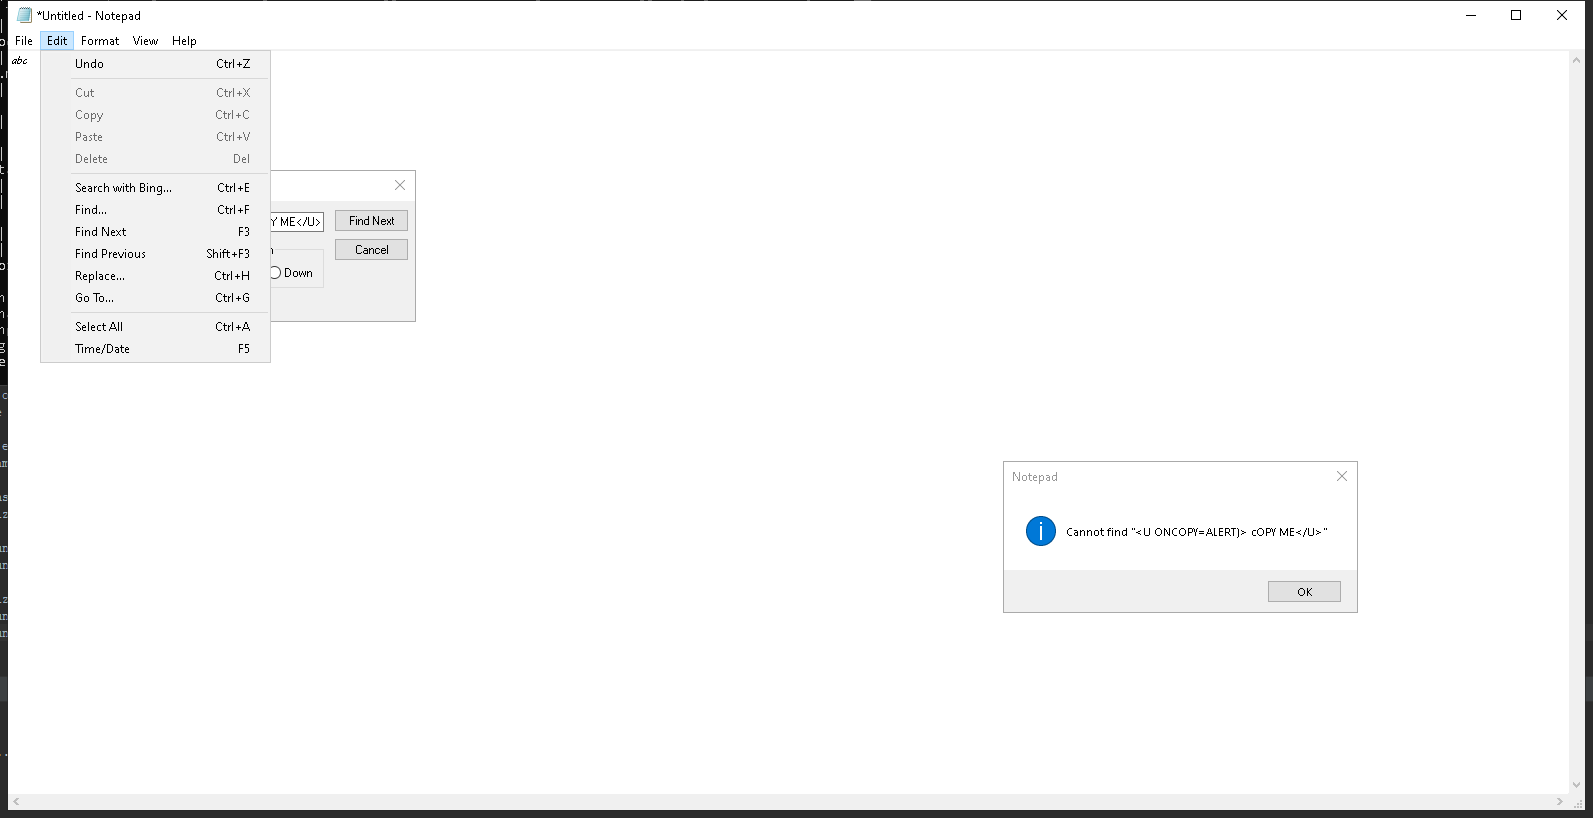 *Untitled - Notepad
File Edit Format View Help
abc
Undo Ctrl+Z
Cut Ctrl+X
Copy Ctrl+C
Paste Ctrl+V
Delete Del
Search with Bing... Ctrl+E
Find... Ctrl+F
Find Next F3
Find Previous Shift+F3
Replace... Ctrl+H
Go To... Ctrl+G
Select All Ctrl+A
Time/Date F5
Y ME</U> Find Next
Cancel
Down
Notepad
Cannot find "<U ONCOPY=ALERT)> cOPY ME</U>"
OK